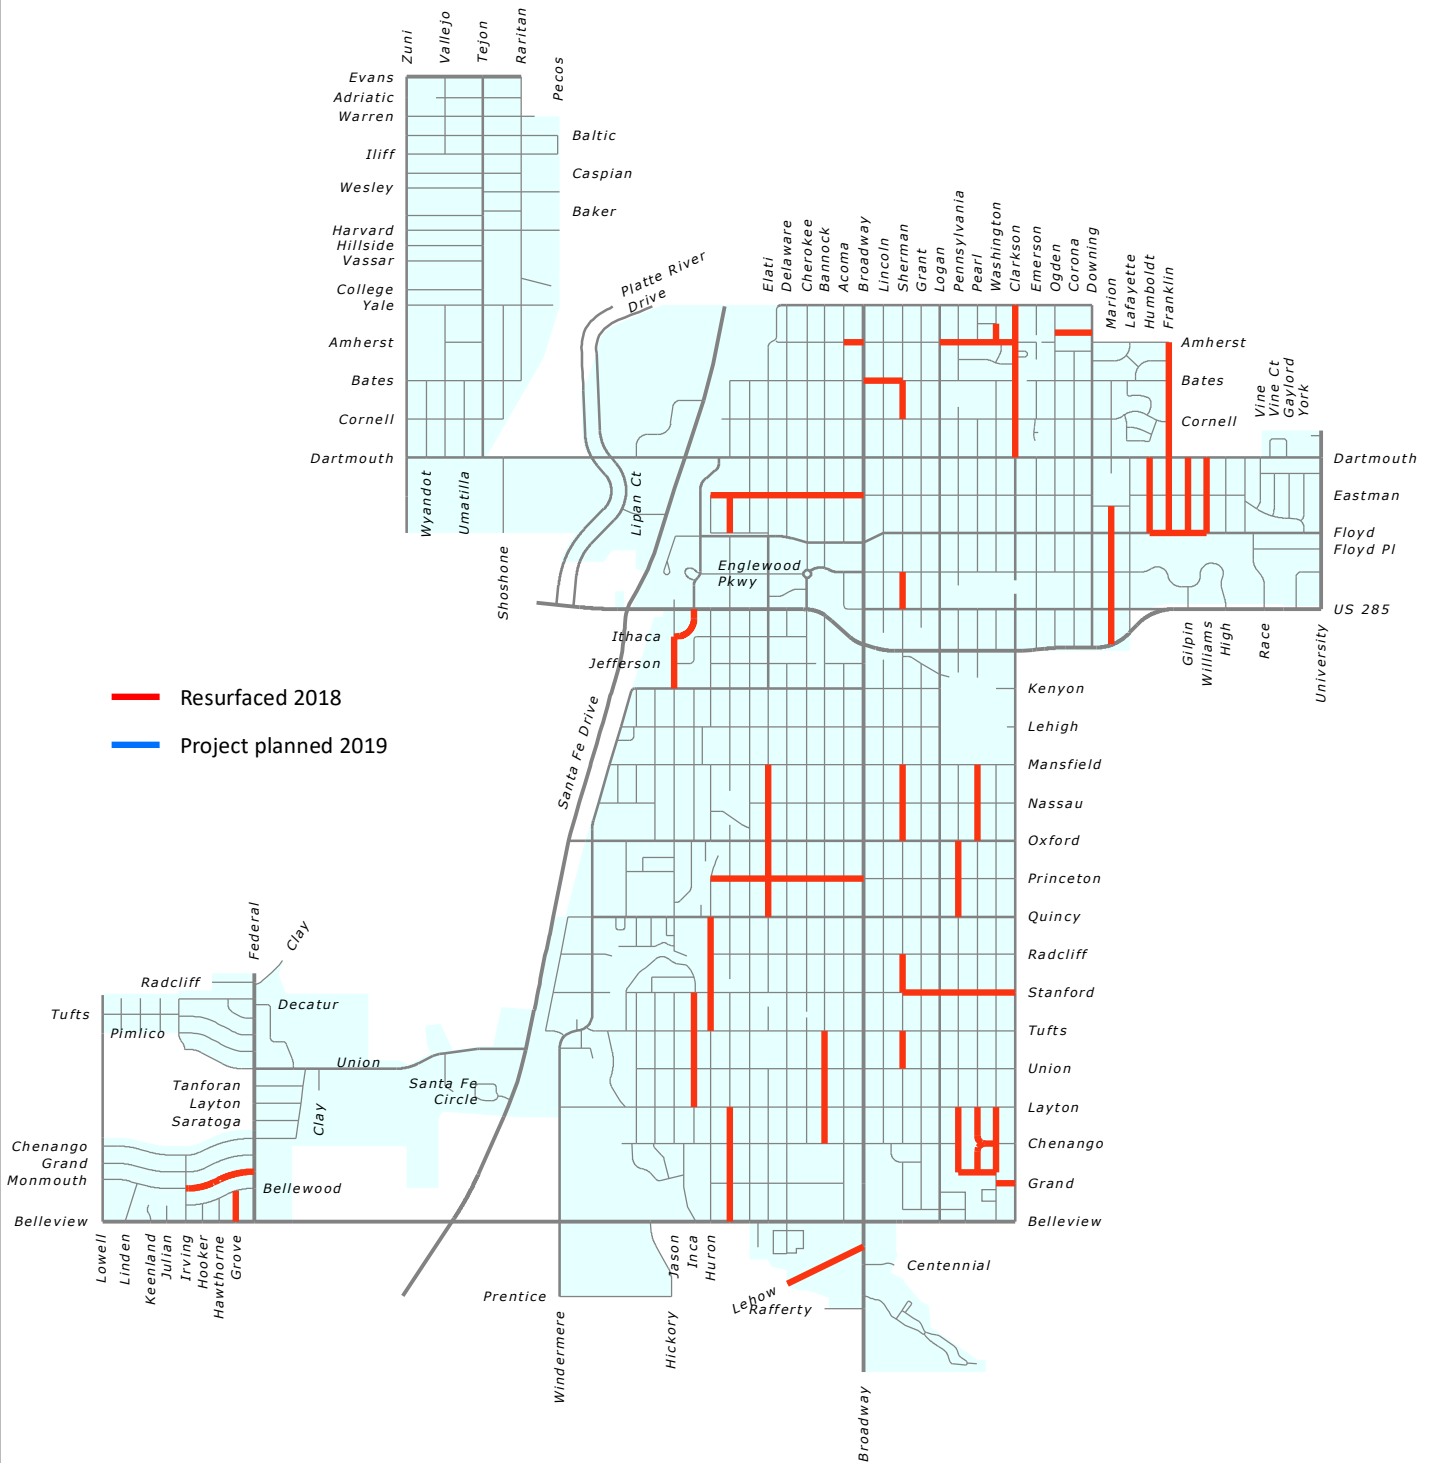 Zuni
Vallejo
Tejon
Raritan
Pecos
Evans
Adriatic
Warren
Baltic
Iliff
Caspian
Wesley
Baker
Harvard
Hillside
Vassar
College
Yale
Amherst
Bates
Cornell
Dartmouth
Wyandot
Umatilla
Shoshone
Platte River
Drive
Lipan Ct
Elati
Delaware
Cherokee
Bannock
Acoma
Broadway
Lincoln
Sherman
Grant
Logan
Pennsylvania
Pearl
Washington
Clarkson
Emerson
Ogden
Corona
Downing
Marion
Lafayette
Humboldt
Franklin
Amherst
Bates
Cornell
Vine
Vine Ct
Gaylord
York
Dartmouth
Eastman
Floyd
Floyd Pl
US 285
Englewood
Pkwy
Ithaca
Jefferson
Gilpin
Williams
High
Race
University
Resurfaced 2018
Project planned 2019
Santa Fe Drive
Kenyon
Lehigh
Mansfield
Nassau
Oxford
Princeton
Quincy
Radcliff
Stanford
Tufts
Union
Layton
Chenango
Grand
Belleview
Federal
Clay
Radcliff
Decatur
Tufts
Pimlico
Union
Tanforan
Layton
Saratoga
Clay
Santa Fe
Circle
Chenango
Grand
Monmouth
Bellewood
Belleview
Lowell
Linden
Keenland
Julian
Irving
Hooker
Hawthorne
Grove
Jason
Inca
Huron
Prentice
Lehow
Rafferty
Centennial
Windermere
Hickory
Broadway